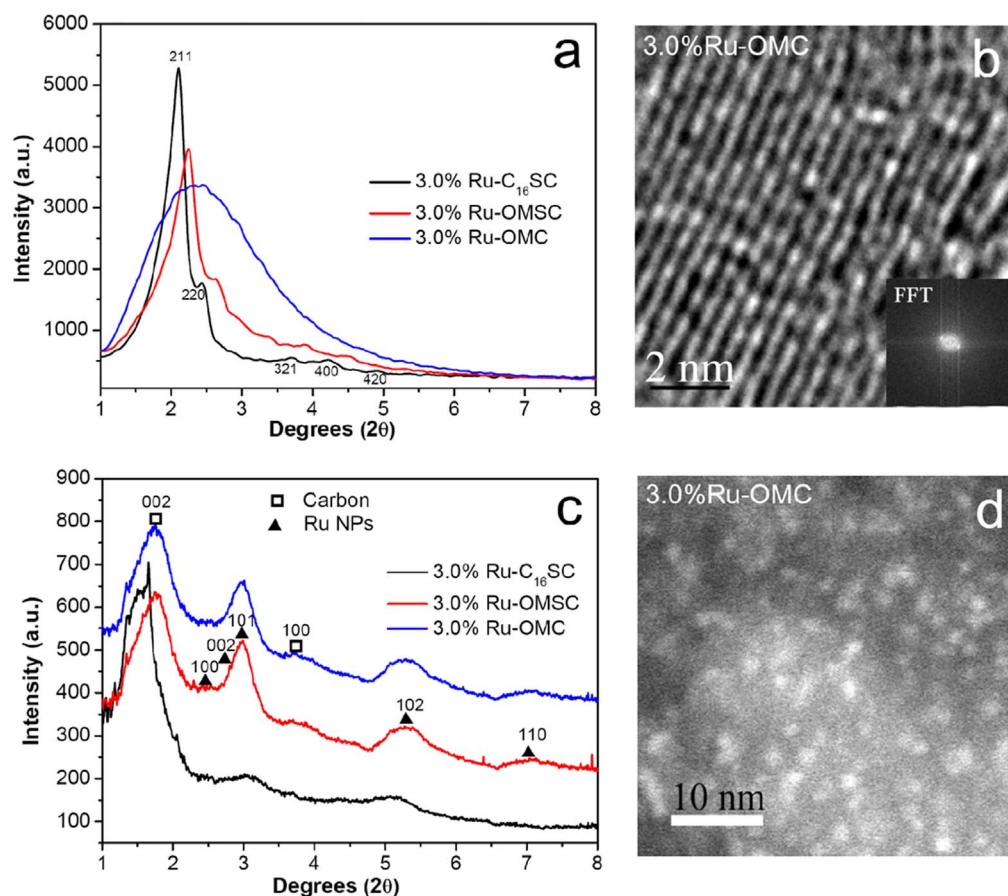 6000
5000
4000
3000
2000
1000
Intensity (a.u.)
211
220
321
400
420
a
3.0% Ru-C₁₆SC
3.0% Ru-OMSC
3.0% Ru-OMC
1 2 3 4 5 6 7 8
Degrees (2θ)
3.0%Ru-OMC
b
2 nm
FFT
900
800
700
600
500
400
300
200
100
Intensity (a.u.)
002
Carbon
Ru NPs
c
3.0% Ru-C₁₆SC
3.0% Ru-OMSC
3.0% Ru-OMC
100
002
101
100
102
110
1 2 3 4 5 6 7 8
Degrees (2θ)
3.0%Ru-OMC
d
10 nm